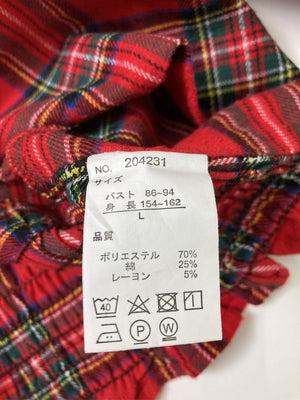 NO. 204231
サイズ
バスト 86~94
身 長 154~162
L
品質
ポリエステル 70%
綿 25%
レーヨン 5%
40
P W